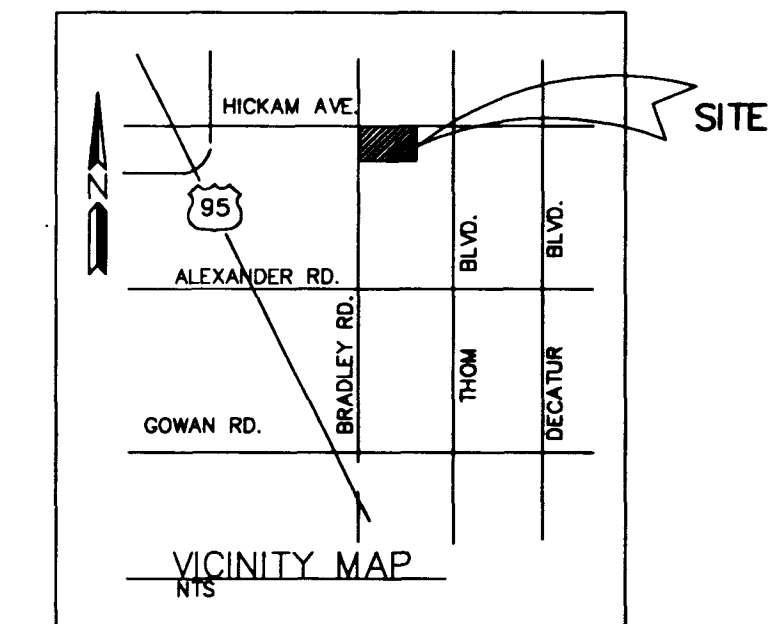 HICKAM AVE.
SITE
N
95
BLVD.
BLVD.
ALEXANDER RD.
BRADLEY RD.
THOM
DECATUR
GOWAN RD.
VICINITY MAP
NTS